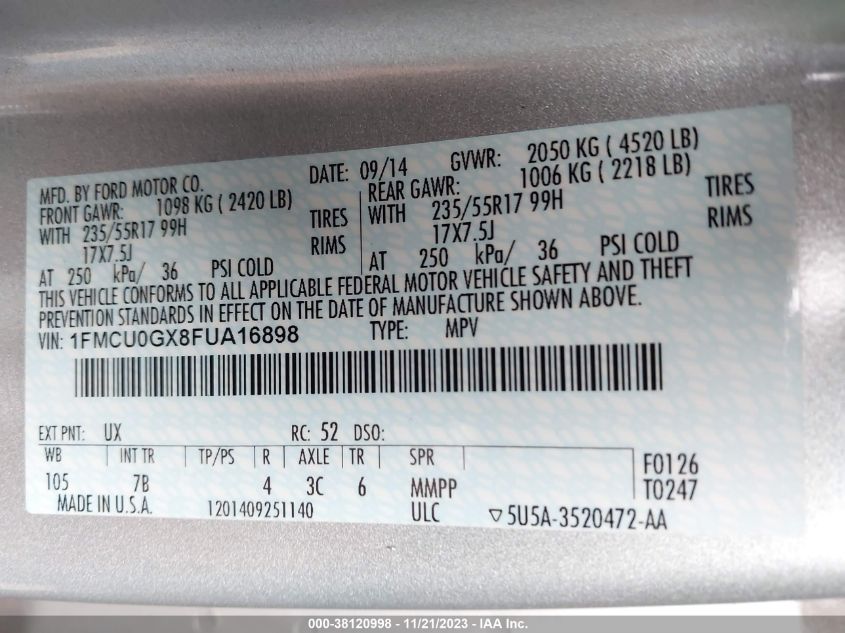 MFD. BY FORD MOTOR CO.
DATE: 09/14 GVWR: 2050 KG ( 4520 LB)
FRONT GAWR: 1098 KG ( 2420 LB)
REAR GAWR: 1006 KG ( 2218 LB)
WITH 235/55R17 99H TIRES
WITH 235/55R17 99H TIRES
17X7.5J RIMS
17X7.5J RIMS
AT 250 kPa/ 36 PSI COLD
AT 250 kPa/ 36 PSI COLD
THIS VEHICLE CONFORMS TO ALL APPLICABLE FEDERAL MOTOR VEHICLE SAFETY AND THEFT
PREVENTION STANDARDS IN EFFECT ON THE DATE OF MANUFACTURE SHOWN ABOVE.
VIN: 1FMCU0GX8FUA16898 TYPE: MPV
EXT PNT: UX RC: 52 DSO:
WB INT TR TP/PS R AXLE TR SPR
105 7B 4 3C 6 MMPP
F0126
T0247
MADE IN U.S.A. 1201409251140 ULC ▽5U5A-3520472-AA
000-38120998 - 11/21/2023 - IAA Inc.